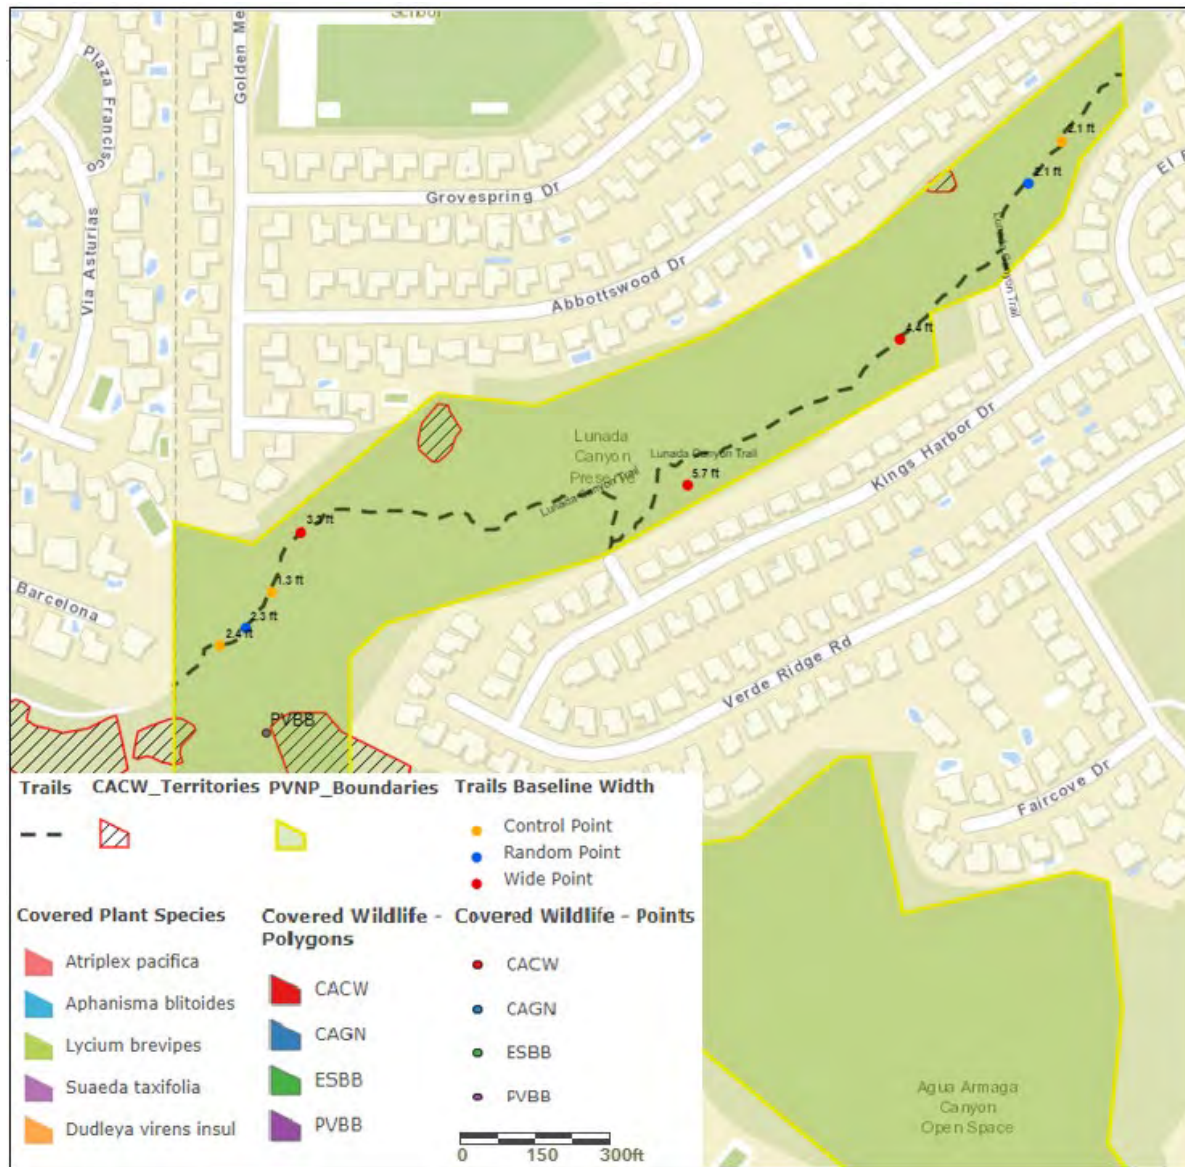 School
Plaza Francisco
Golden Me
Via Asturias
Grovespring Dr
Abbottswood Dr
El
2.1 ft
2.1 ft
Lunada Canyon Trail
4.4 ft
Kings Harbor Dr
Lunada
Canyon
Preserve
Lunada Canyon Trail
Lunada Canyon Trail
5.7 ft
1.3 ft
2.3 ft
2.4 ft
Barcelona
Verde Ridge Rd
PVBB
Faircove Dr
Trails
CACW_Territories
PVNP_Boundaries
Trails Baseline Width
Control Point
Random Point
Wide Point
Covered Plant Species
Atriplex pacifica
Aphanisma blitoides
Lycium brevipes
Suaeda taxifolia
Dudleya virens insul
Covered Wildlife -
Polygons
CACW
CAGN
ESBB
PVBB
Covered Wildlife - Points
CACW
CAGN
ESBB
PVBB
0 150 300ft
Agua Armaga
Canyon
Open Space